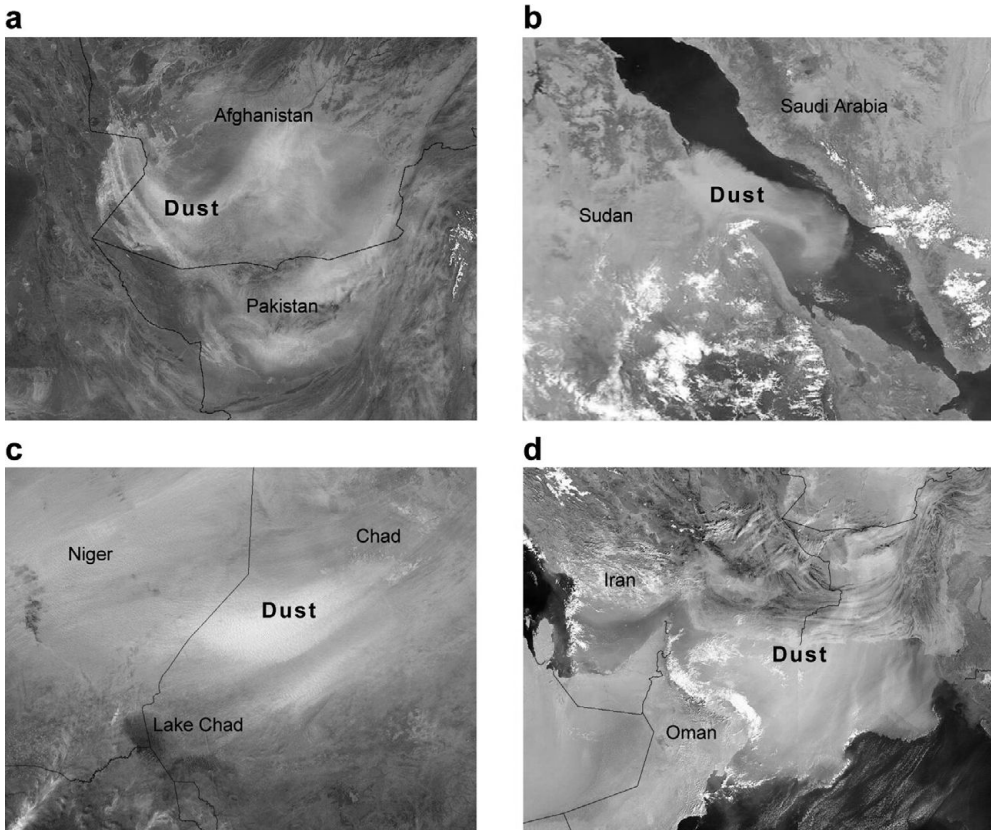 a
Afghanistan
Dust
Pakistan
b
Saudi Arabia
Dust
Sudan
c
Niger
Chad
Dust
Lake Chad
d
Iran
Dust
Oman